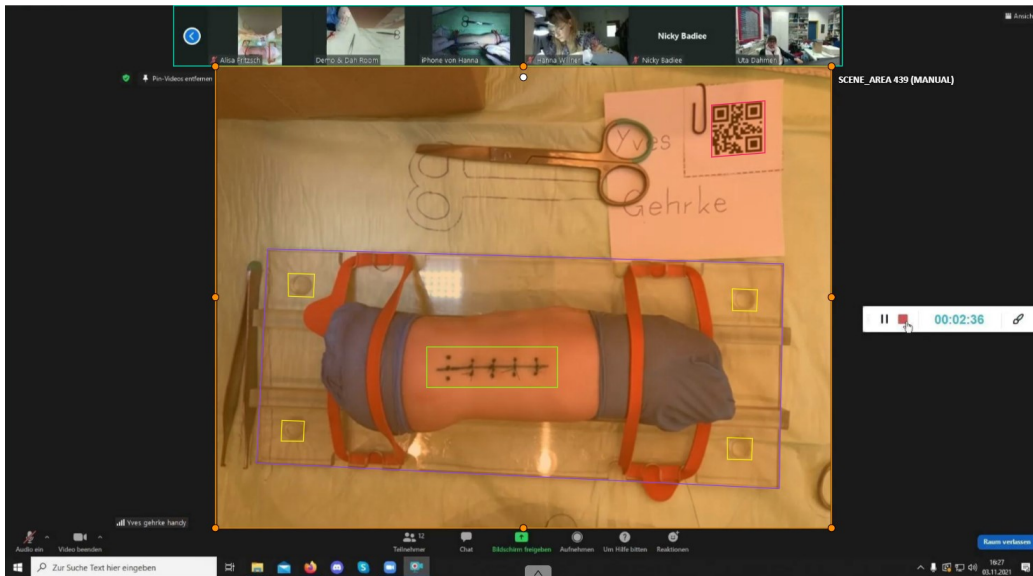 Ansich
Alisa Fritzsch
Demo & Dah Room
iPhone von Hanna
Hanna Willner
Nicky Badiee
Nicky Badiee
Uta Dahmen
Pin-Videos entfernen
SCENE_AREA 439 (MANUAL)
Yves
Gehrke
00:02:36
Yves gehrke handy
12
Audio ein
Video beenden
Teilnehmer
Chat
Bildschirm freigeben
Aufnehmen
Um Hilfe bitten
Reaktionen
Raum verlassen
Zur Suche Text hier eingeben
16:27
03.11.2021